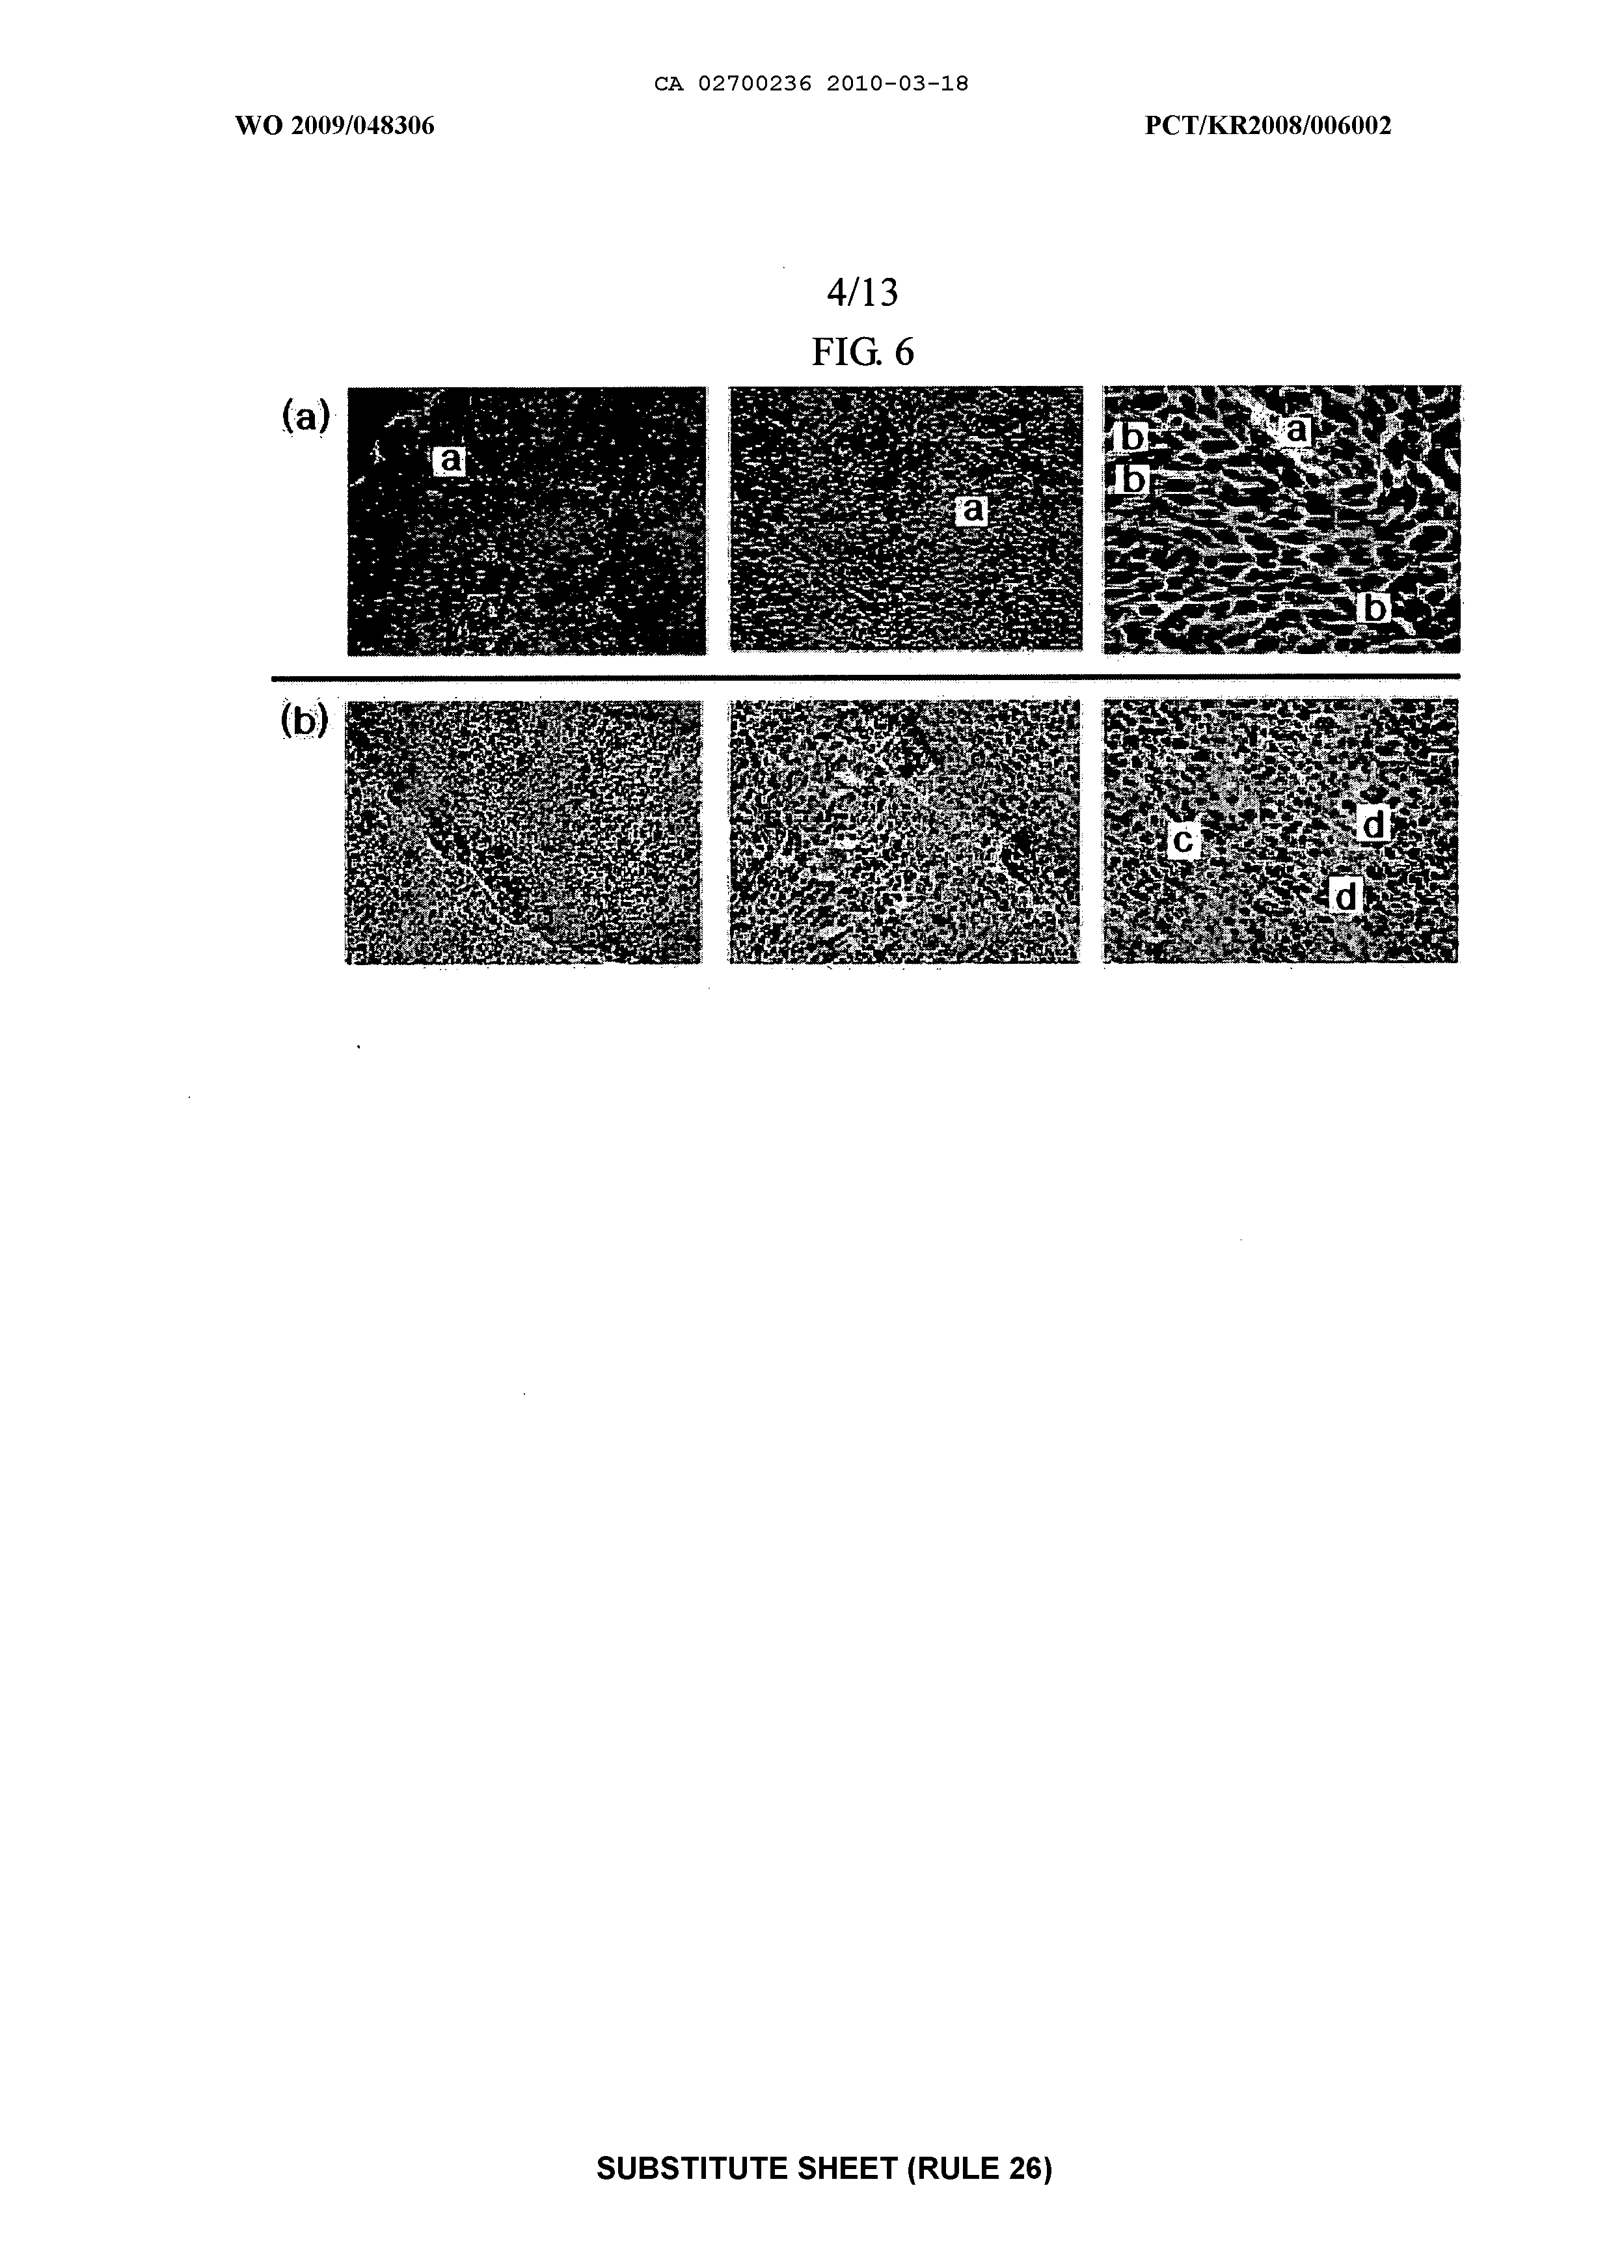 CA 02700236 2010-03-18
WO 2009/048306 PCT/KR2008/006002
4/13
FIG. 6
(a)
a
a
a
b
b
b
(b)
c
d
d
SUBSTITUTE SHEET (RULE 26)